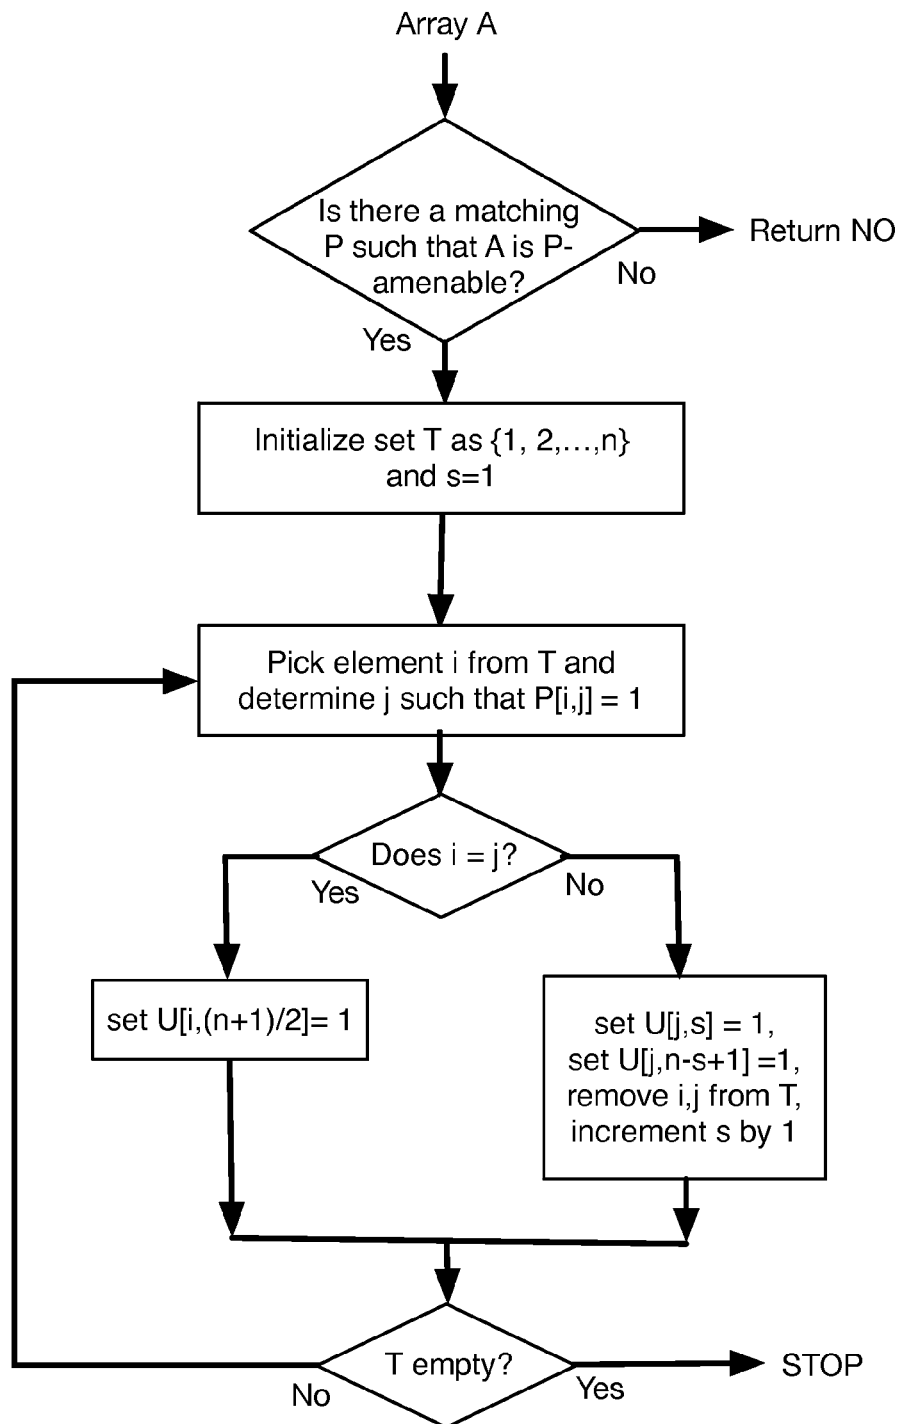 Array A
Is there a matching
P such that A is P-
amenable?
Return NO
No
Yes
Initialize set T as {1, 2,...,n}
and s=1
Pick element i from T and
determine j such that P[i,j] = 1
Does i = j?
Yes
No
set U[i,(n+1)/2]= 1
set U[j,s] = 1,
set U[j,n-s+1] =1,
remove i,j from T,
increment s by 1
T empty?
STOP
No
Yes